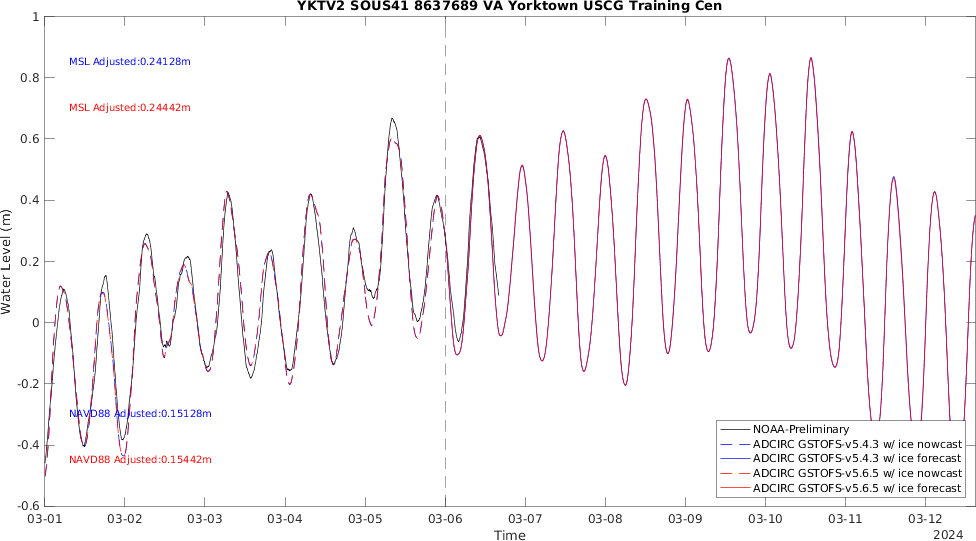 YKTV2 SOUS41 8637689 VA Yorktown USCG Training Cen
1
0.8
0.6
0.4
0.2
0
-0.2
-0.4
-0.6
Water Level (m)
MSL Adjusted:0.24128m
MSL Adjusted:0.24442m
NAVD88 Adjusted:0.15128m
NAVD88 Adjusted:0.15442m
NOAA-Preliminary
ADCIRC GSTOFS-v5.4.3 w/ ice nowcast
ADCIRC GSTOFS-v5.4.3 w/ ice forecast
ADCIRC GSTOFS-v5.6.5 w/ ice nowcast
ADCIRC GSTOFS-v5.6.5 w/ ice forecast
03-01 03-02 03-03 03-04 03-05 03-06 03-07 03-08 03-09 03-10 03-11 03-12
Time
2024